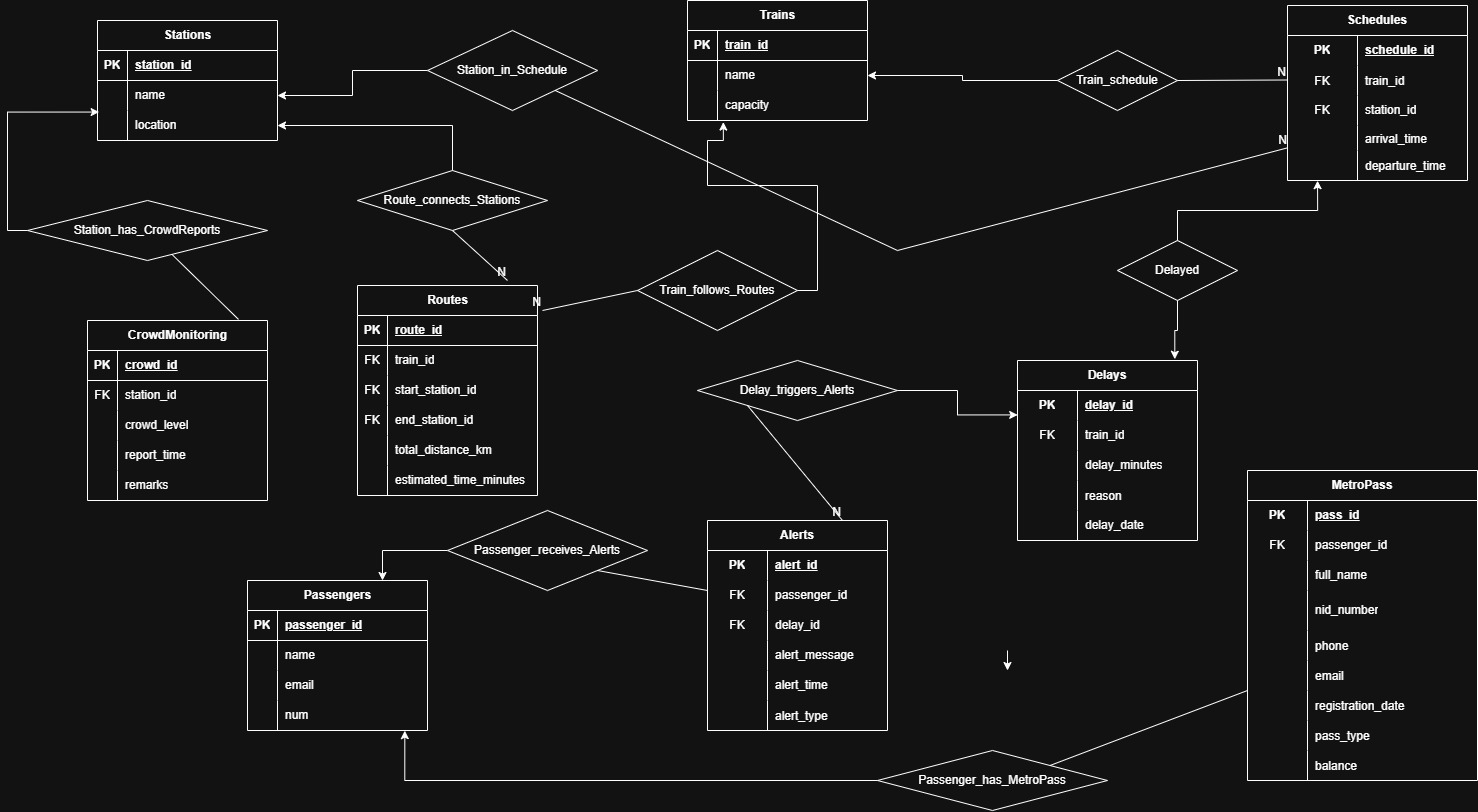 Stations
PK station_id
name
location
Station_in_Schedule
Trains
PK train_id
name
capacity
Train_schedule
N
Schedules
PK schedule_id
FK train_id
FK station_id
arrival_time
departure_time
N
Route_connects_Stations
N
Station_has_CrowdReports
CrowdMonitoring
PK crowd_id
FK station_id
crowd_level
report_time
remarks
Routes
PK route_id
FK train_id
FK start_station_id
FK end_station_id
total_distance_km
estimated_time_minutes
N
Train_follows_Routes
Delayed
Delay_triggers_Alerts
N
Delays
PK delay_id
FK train_id
delay_minutes
reason
delay_date
MetroPass
PK pass_id
FK passenger_id
full_name
nid_number
phone
email
registration_date
pass_type
balance
Passenger_receives_Alerts
Alerts
PK alert_id
FK passenger_id
FK delay_id
alert_message
alert_time
alert_type
Passengers
PK passenger_id
name
email
num
Passenger_has_MetroPass